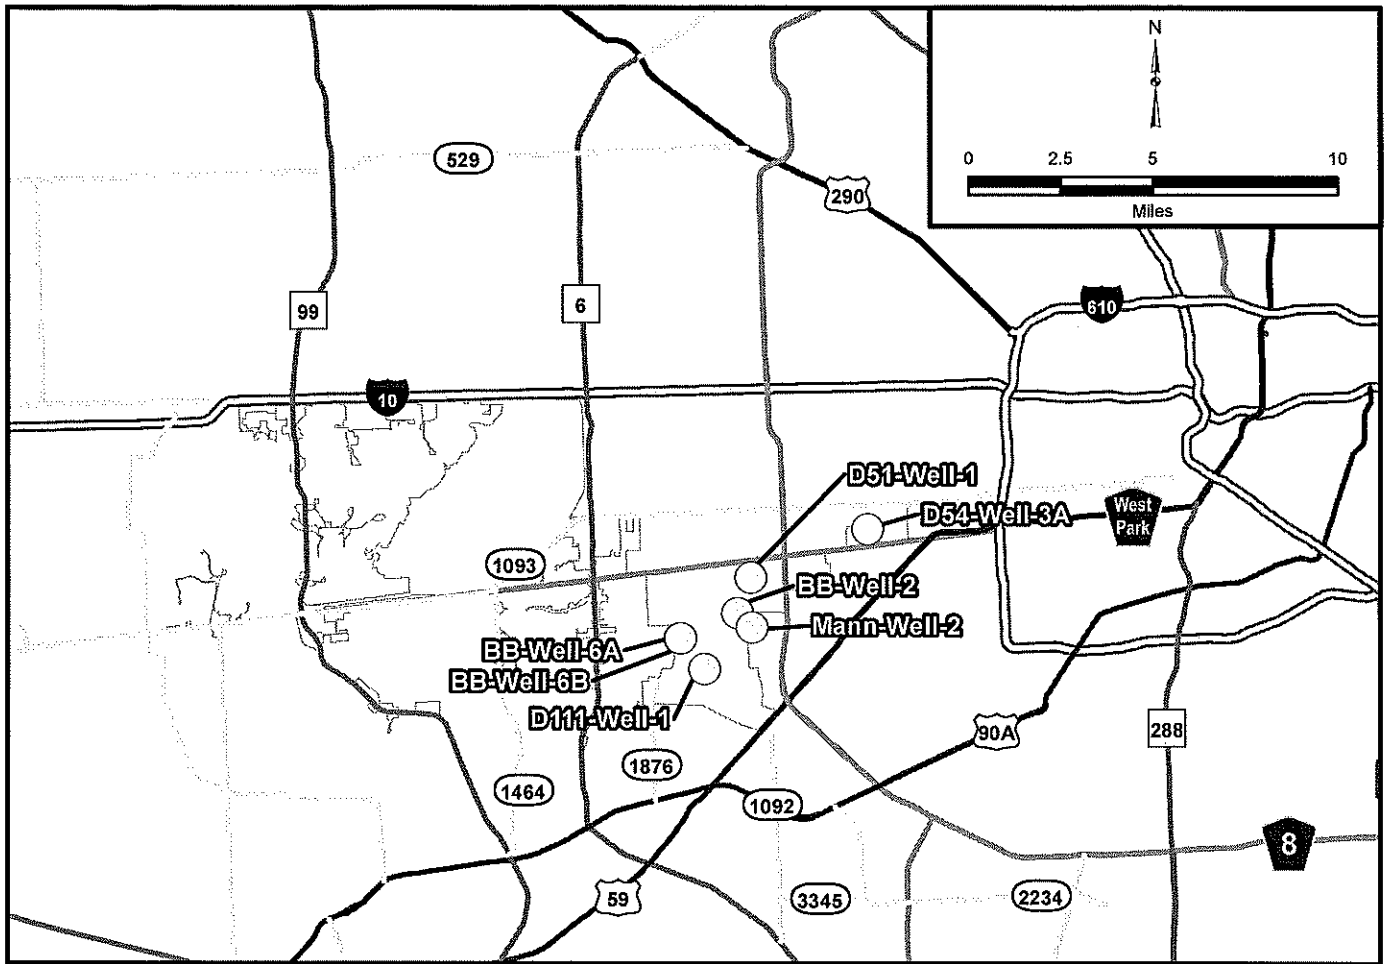 N
0 2.5 5 10
Miles
529
290
99
6
610
10
D51-Well-1
D54-Well-3A
West
Park
1093
BB-Well-2
Mann-Well-2
BB-Well-6A
BB-Well-6B
D111-Well-1
90A
288
1876
1464
1092
8
59
3345
2234